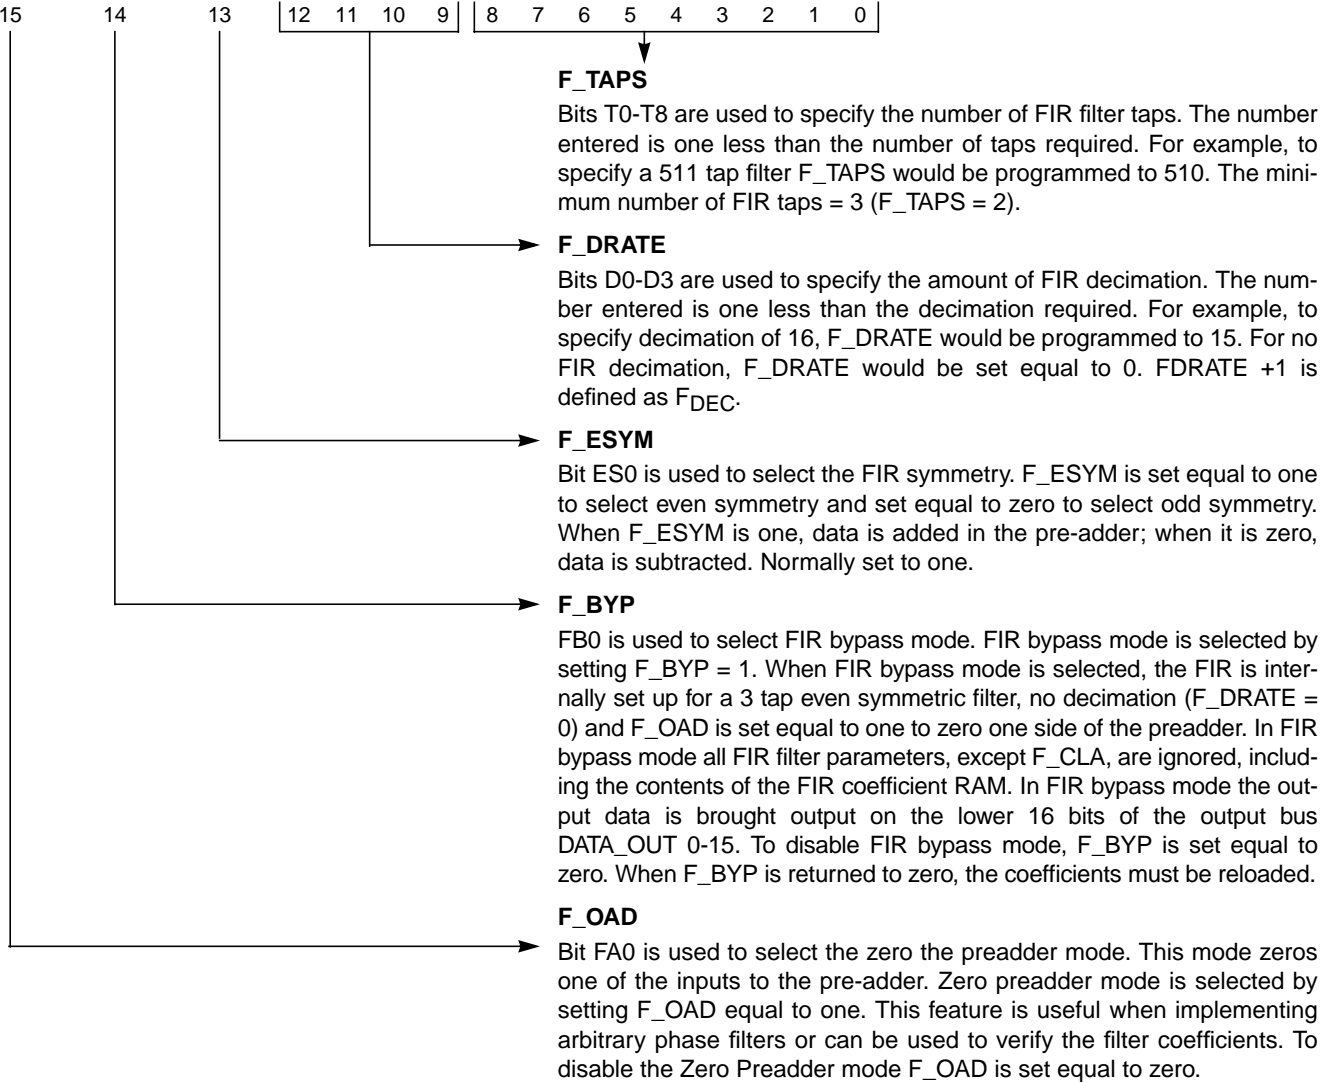 15 14 13 12 11 10 9 8 7 6 5 4 3 2 1 0
F_TAPS
Bits T0-T8 are used to specify the number of FIR filter taps. The number
entered is one less than the number of taps required. For example, to
specify a 511 tap filter F_TAPS would be programmed to 510. The mini-
mum number of FIR taps = 3 (F_TAPS = 2).
F_DRATE
Bits D0-D3 are used to specify the amount of FIR decimation. The num-
ber entered is one less than the decimation required. For example, to
specify decimation of 16, F_DRATE would be programmed to 15. For no
FIR decimation, F_DRATE would be set equal to 0. FDRATE +1 is
defined as FDEC.
F_ESYM
Bit ES0 is used to select the FIR symmetry. F_ESYM is set equal to one
to select even symmetry and set equal to zero to select odd symmetry.
When F_ESYM is one, data is added in the pre-adder; when it is zero,
data is subtracted. Normally set to one.
F_BYP
FB0 is used to select FIR bypass mode. FIR bypass mode is selected by
setting F_BYP = 1. When FIR bypass mode is selected, the FIR is inter-
nally set up for a 3 tap even symmetric filter, no decimation (F_DRATE =
0) and F_OAD is set equal to one to zero one side of the preadder. In FIR
bypass mode all FIR filter parameters, except F_CLA, are ignored, includ-
ing the contents of the FIR coefficient RAM. In FIR bypass mode the out-
put data is brought output on the lower 16 bits of the output bus
DATA_OUT 0-15. To disable FIR bypass mode, F_BYP is set equal to
zero. When F_BYP is returned to zero, the coefficients must be reloaded.
F_OAD
Bit FA0 is used to select the zero the preadder mode. This mode zeros
one of the inputs to the pre-adder. Zero preadder mode is selected by
setting F_OAD equal to one. This feature is useful when implementing
arbitrary phase filters or can be used to verify the filter coefficients. To
disable the Zero Preadder mode F_OAD is set equal to zero.